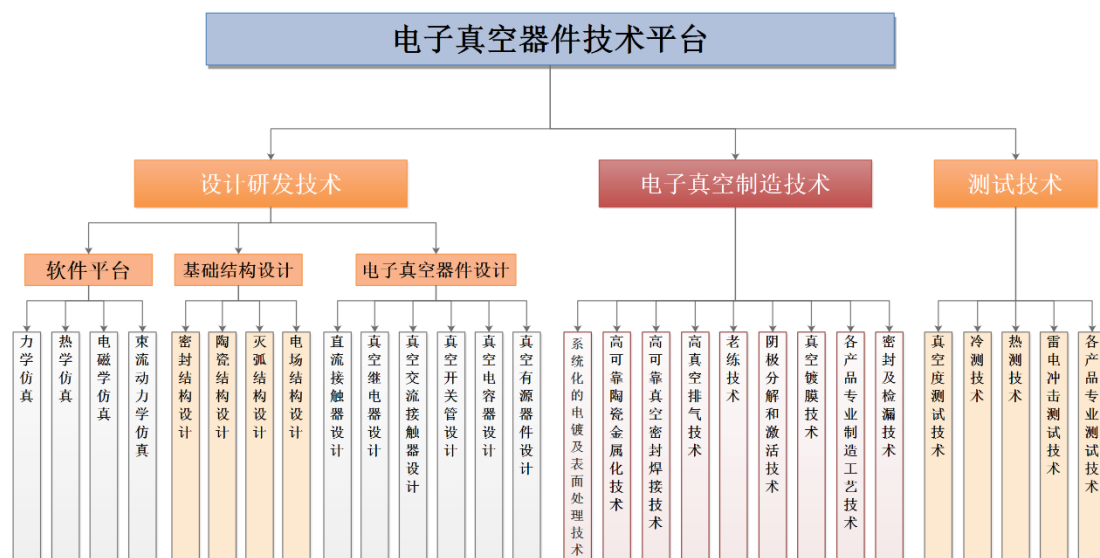 电子真空器件技术平台
设计研发技术
电子真空制造技术
测试技术
软件平台
基础结构设计
电子真空器件设计
力学仿真
热学仿真
电磁学仿真
束流动力学仿真
密封结构设计
陶瓷结构设计
灭弧结构设计
电场结构设计
直流接触器设计
真空继电器设计
真空交流接触器设计
真空开关管设计
真空电容器设计
真空有源器件设计
系统化的电镀及表面处理技术
高可靠陶瓷金属化技术
高可靠真空密封焊接技术
高真空排气技术
老练技术
阴极分解和激活技术
真空镀膜技术
各产品专业制造工艺技术
密封及检漏技术
真空度测试技术
冷测技术
热测技术
雷电冲击测试技术
各产品专业测试技术